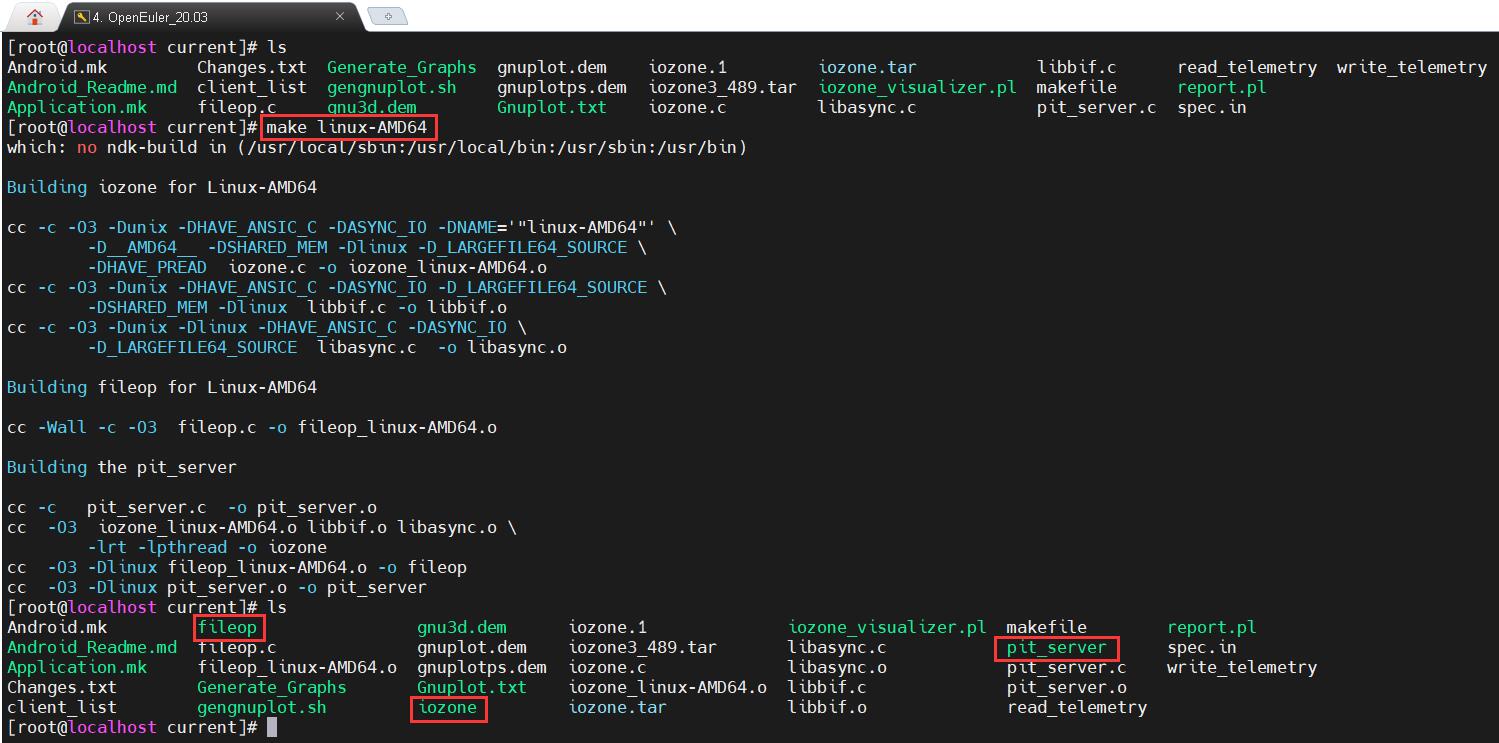 4. OpenEuler_20.03
[root@localhost current]# ls
Android.mk Changes.txt Generate_Graphs gnuplot.dem iozone.1 iozone.tar libbif.c read_telemetry write_telemetry
Android_Readme.md client_list gengnuplot.sh gnuplotps.dem iozone3_489.tar iozone_visualizer.pl makefile report.pl
Application.mk fileop.c gnu3d.dem Gnuplot.txt iozone.c libasync.c pit_server.c spec.in
[root@localhost current]# make linux-AMD64
which: no ndk-build in (/usr/local/sbin:/usr/local/bin:/usr/sbin:/usr/bin)
Building iozone for Linux-AMD64
cc -c -O3 -Dunix -DHAVE_ANSIC_C -DASYNC_IO -DNAME='"linux-AMD64"' \
-D__AMD64__ -DSHARED_MEM -Dlinux -D_LARGEFILE64_SOURCE \
-DHAVE_PREAD iozone.c -o iozone_linux-AMD64.o
cc -c -O3 -Dunix -DHAVE_ANSIC_C -DASYNC_IO -D_LARGEFILE64_SOURCE \
-DSHARED_MEM -Dlinux libbif.c -o libbif.o
cc -c -O3 -Dunix -Dlinux -DHAVE_ANSIC_C -DASYNC_IO \
-D_LARGEFILE64_SOURCE libasync.c -o libasync.o
Building fileop for Linux-AMD64
cc -Wall -c -O3 fileop.c -o fileop_linux-AMD64.o
Building the pit_server
cc -c pit_server.c -o pit_server.o
cc -O3 iozone_linux-AMD64.o libbif.o libasync.o \
-lrt -lpthread -o iozone
cc -O3 -Dlinux fileop_linux-AMD64.o -o fileop
cc -O3 -Dlinux pit_server.o -o pit_server
[root@localhost current]# ls
Android.mk fileop gnu3d.dem iozone.1 iozone_visualizer.pl makefile report.pl
Android_Readme.md fileop.c gnuplot.dem iozone3_489.tar libasync.c pit_server spec.in
Application.mk fileop_linux-AMD64.o gnuplotps.dem iozone.c libasync.o pit_server.c write_telemetry
Changes.txt Generate_Graphs Gnuplot.txt iozone_linux-AMD64.o libbif.c pit_server.o
client_list gengnuplot.sh iozone iozone.tar libbif.o read_telemetry
[root@localhost current]#